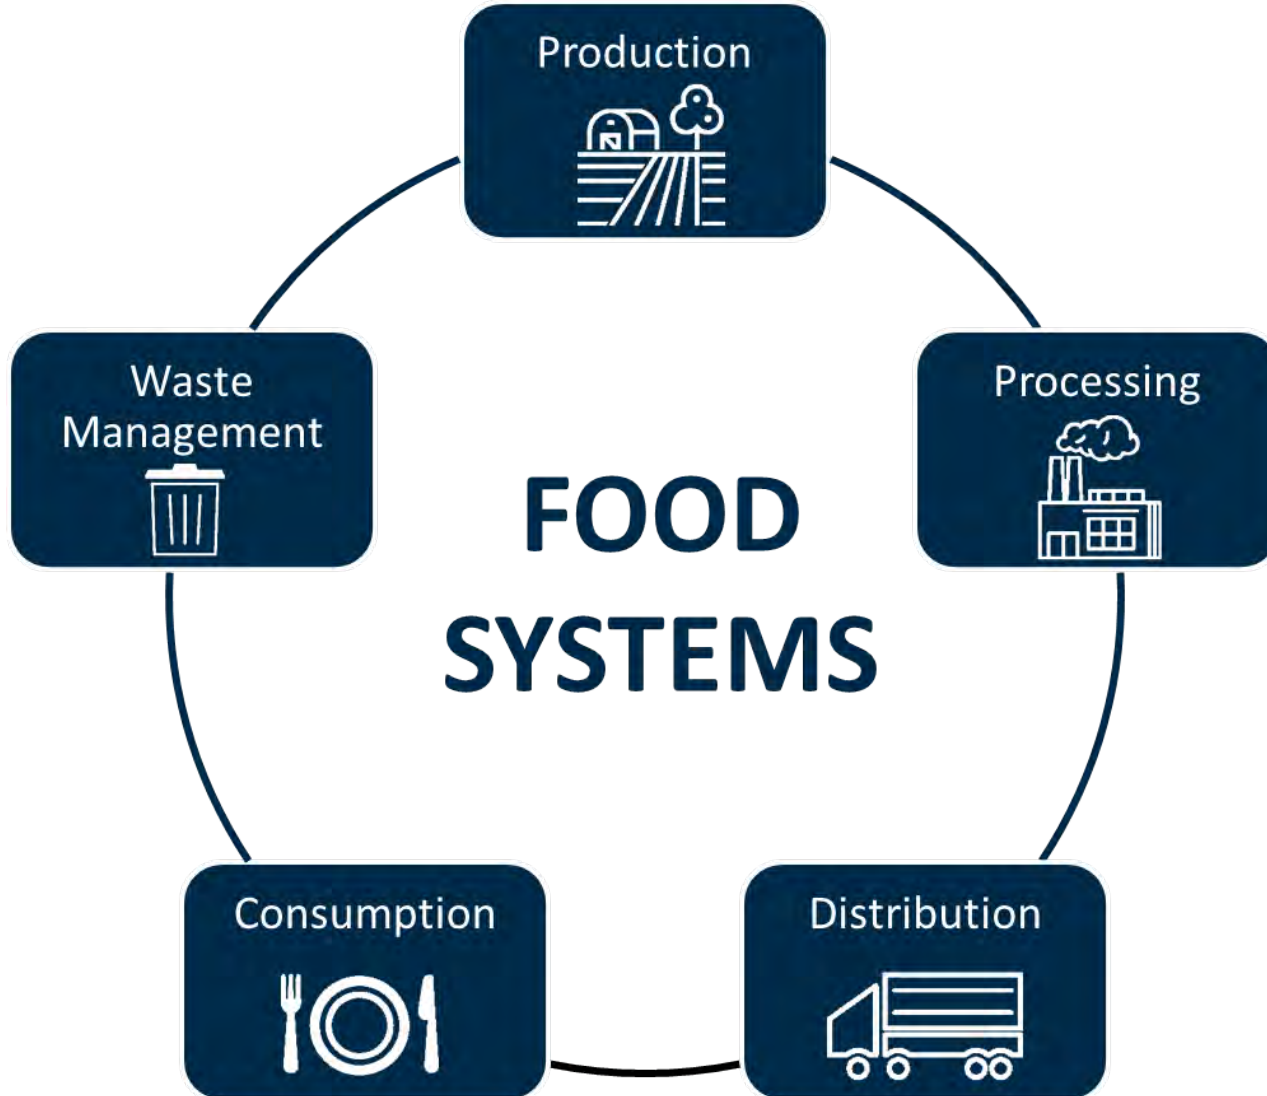 Production
Processing
Distribution
Consumption
Waste
Management
FOOD
SYSTEMS